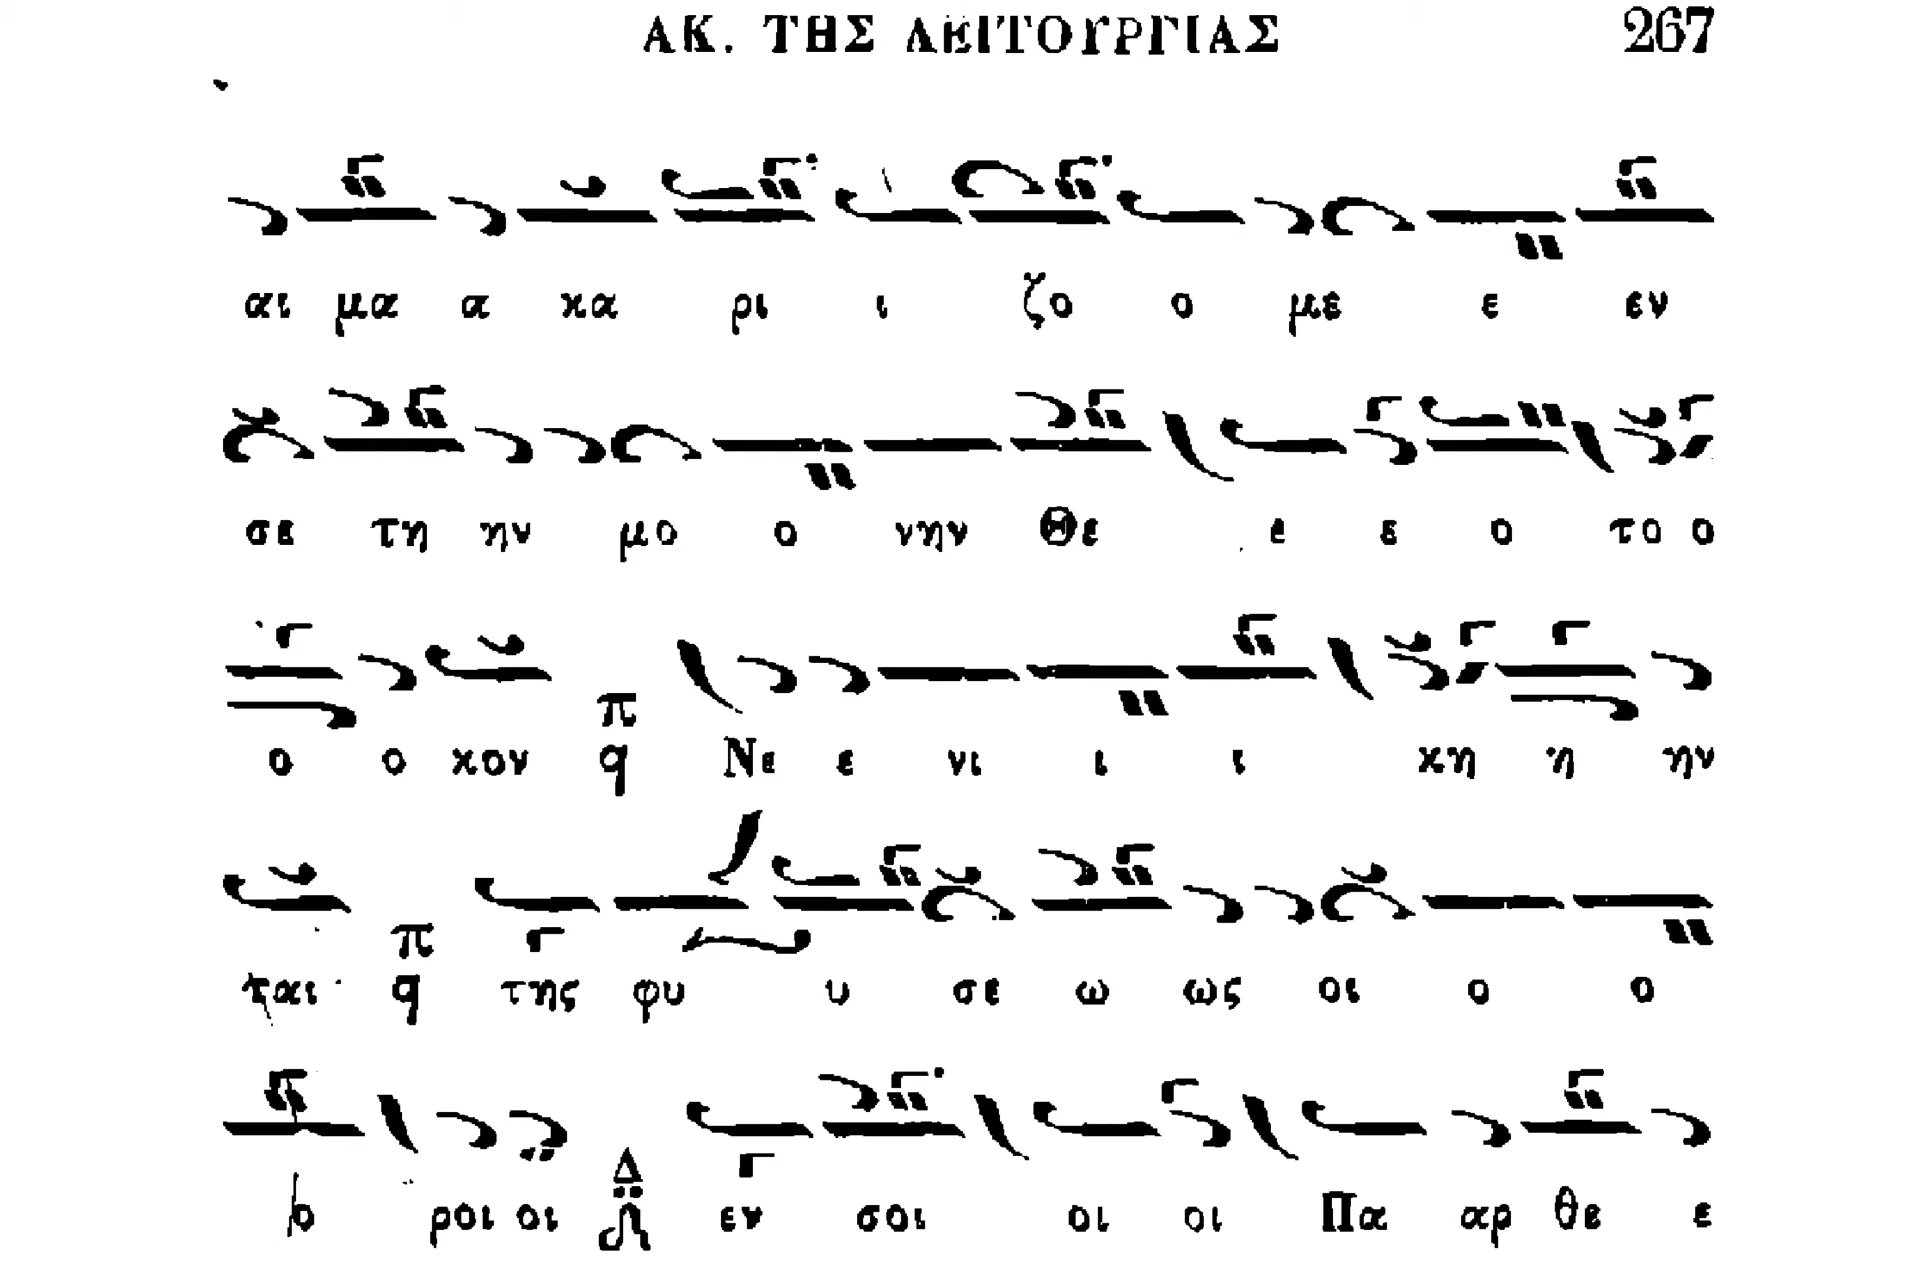 ΑΚ. ΤΗΣ ΛΕΙΤΟΥΡΓΙΑΣ 267
αι μα α κα ρι ι ζο ο με ε εν
σε τη ην μο ο νην Θε ε ε ο το ο
ο ο κον π q Νε ε νι ι ι κη η ην
ται π q της φυ υ σε ω ως οι ο ο
ο ροι οι Δ εν σοι οι οι Πα αρ θε ε